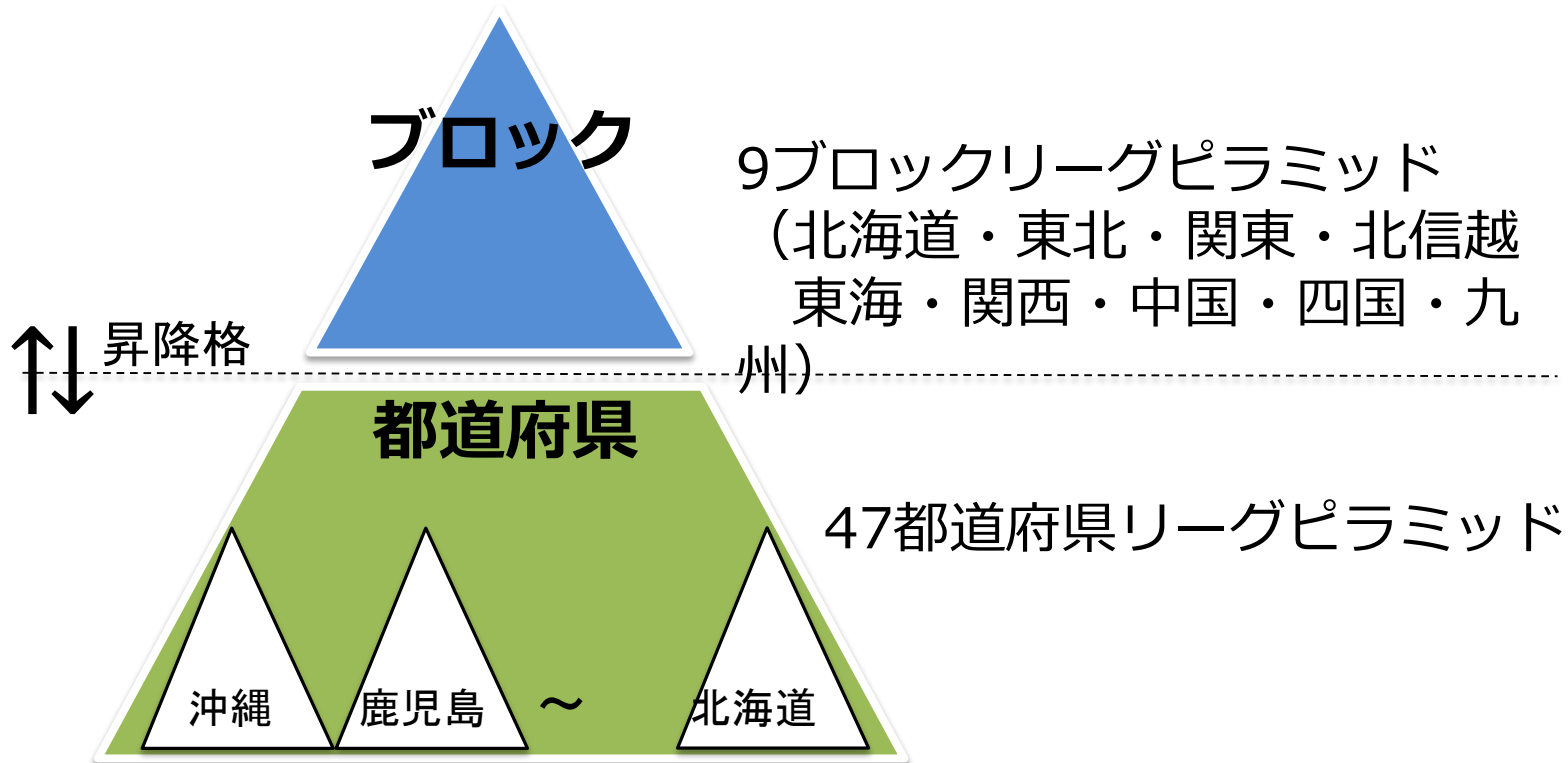 ブロック
9ブロックリーグピラミッド
（北海道・東北・関東・北信越
東海・関西・中国・四国・九
州）
↑↓ 昇降格
都道府県
47都道府県リーグピラミッド
沖縄 鹿児島 ～ 北海道